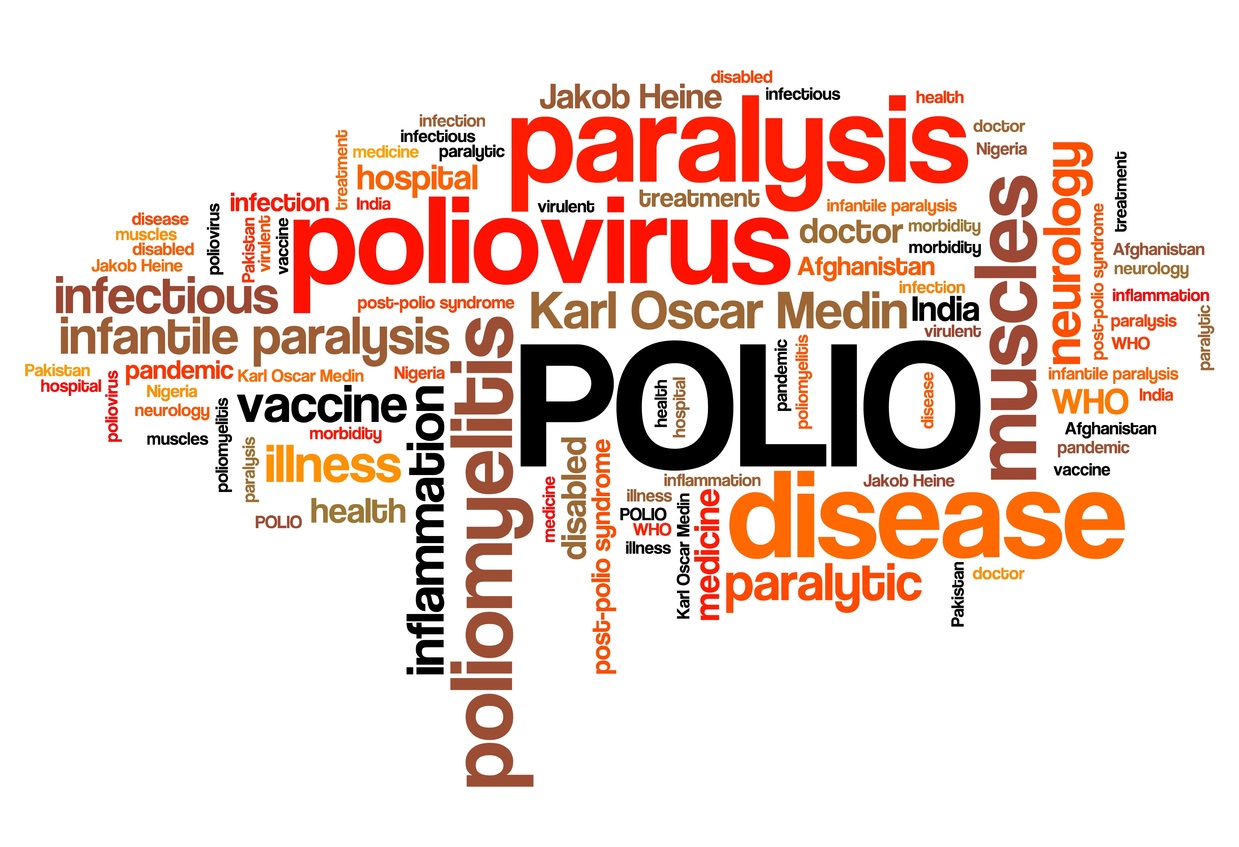 disabled
Jakob Heine
infectious
health
infection
paralysis
doctor
infectious
treatment
medicine
paralytic
Nigeria
hospital
neurology
treatment
infection
India
virulent
treatment
infantile paralysis
muscles
disease
poliovirus
Pakistan
virulent
vaccine
poliovirus
doctor
morbidity
post-polio syndrome
muscles
disabled
morbidity
Afghanistan
Jakob Heine
Afghanistan
neurology
infectious
post-polio syndrome
Karl Oscar Medin
infection
India
inflammation
infantile paralysis
virulent
paralysis
WHO
paralytic
poliomyelitis
POLIO
health
hospital
pandemic
poliomyelitis
disease
Pakistan
hospital
poliovirus
pandemic
Karl Oscar Medin
Nigeria
infantile paralysis
Nigeria
neurology
vaccine
inflammation
WHO
India
muscles
poliomyelitis
morbidity
Afghanistan
paralysis
illness
disabled
post-polio syndrome
pandemic
vaccine
medicine
inflammation
Jakob Heine
disease
POLIO
health
illness
POLIO
WHO
illness
Karl Oscar Medin
medicine
paralytic
Pakistan
doctor